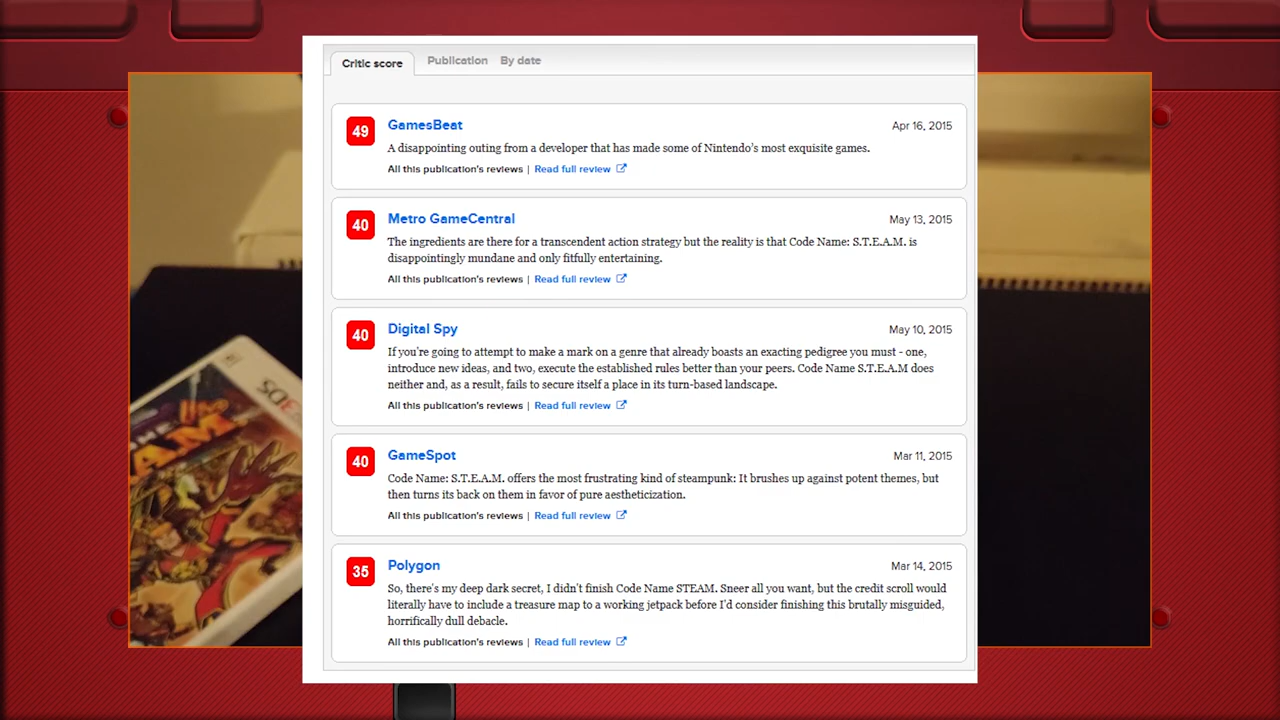 Critic score
Publication
By date
49
GamesBeat
Apr 16, 2015
A disappointing outing from a developer that has made some of Nintendo's most exquisite games.
All this publication's reviews | Read full review
40
Metro GameCentral
May 13, 2015
The ingredients are there for a transcendent action strategy but the reality is that Code Name: S.T.E.A.M. is
disappointingly mundane and only fitfully entertaining.
All this publication's reviews | Read full review
40
Digital Spy
May 10, 2015
If you're going to attempt to make a mark on a genre that already boasts an exacting pedigree you must - one,
introduce new ideas, and two, execute the established rules better than your peers. Code Name S.T.E.A.M does
neither and, as a result, fails to secure itself a place in its turn-based landscape.
All this publication's reviews | Read full review
40
GameSpot
Mar 11, 2015
Code Name: S.T.E.A.M. offers the most frustrating kind of steampunk: It brushes up against potent themes, but
then turns its back on them in favor of pure aestheticization.
All this publication's reviews | Read full review
35
Polygon
Mar 14, 2015
So, there's my deep dark secret, I didn't finish Code Name STEAM. Sneer all you want, but the credit scroll would
literally have to include a treasure map to a working jetpack before I'd consider finishing this brutally misguided,
horrifically dull debacle.
All this publication's reviews | Read full review
3DS